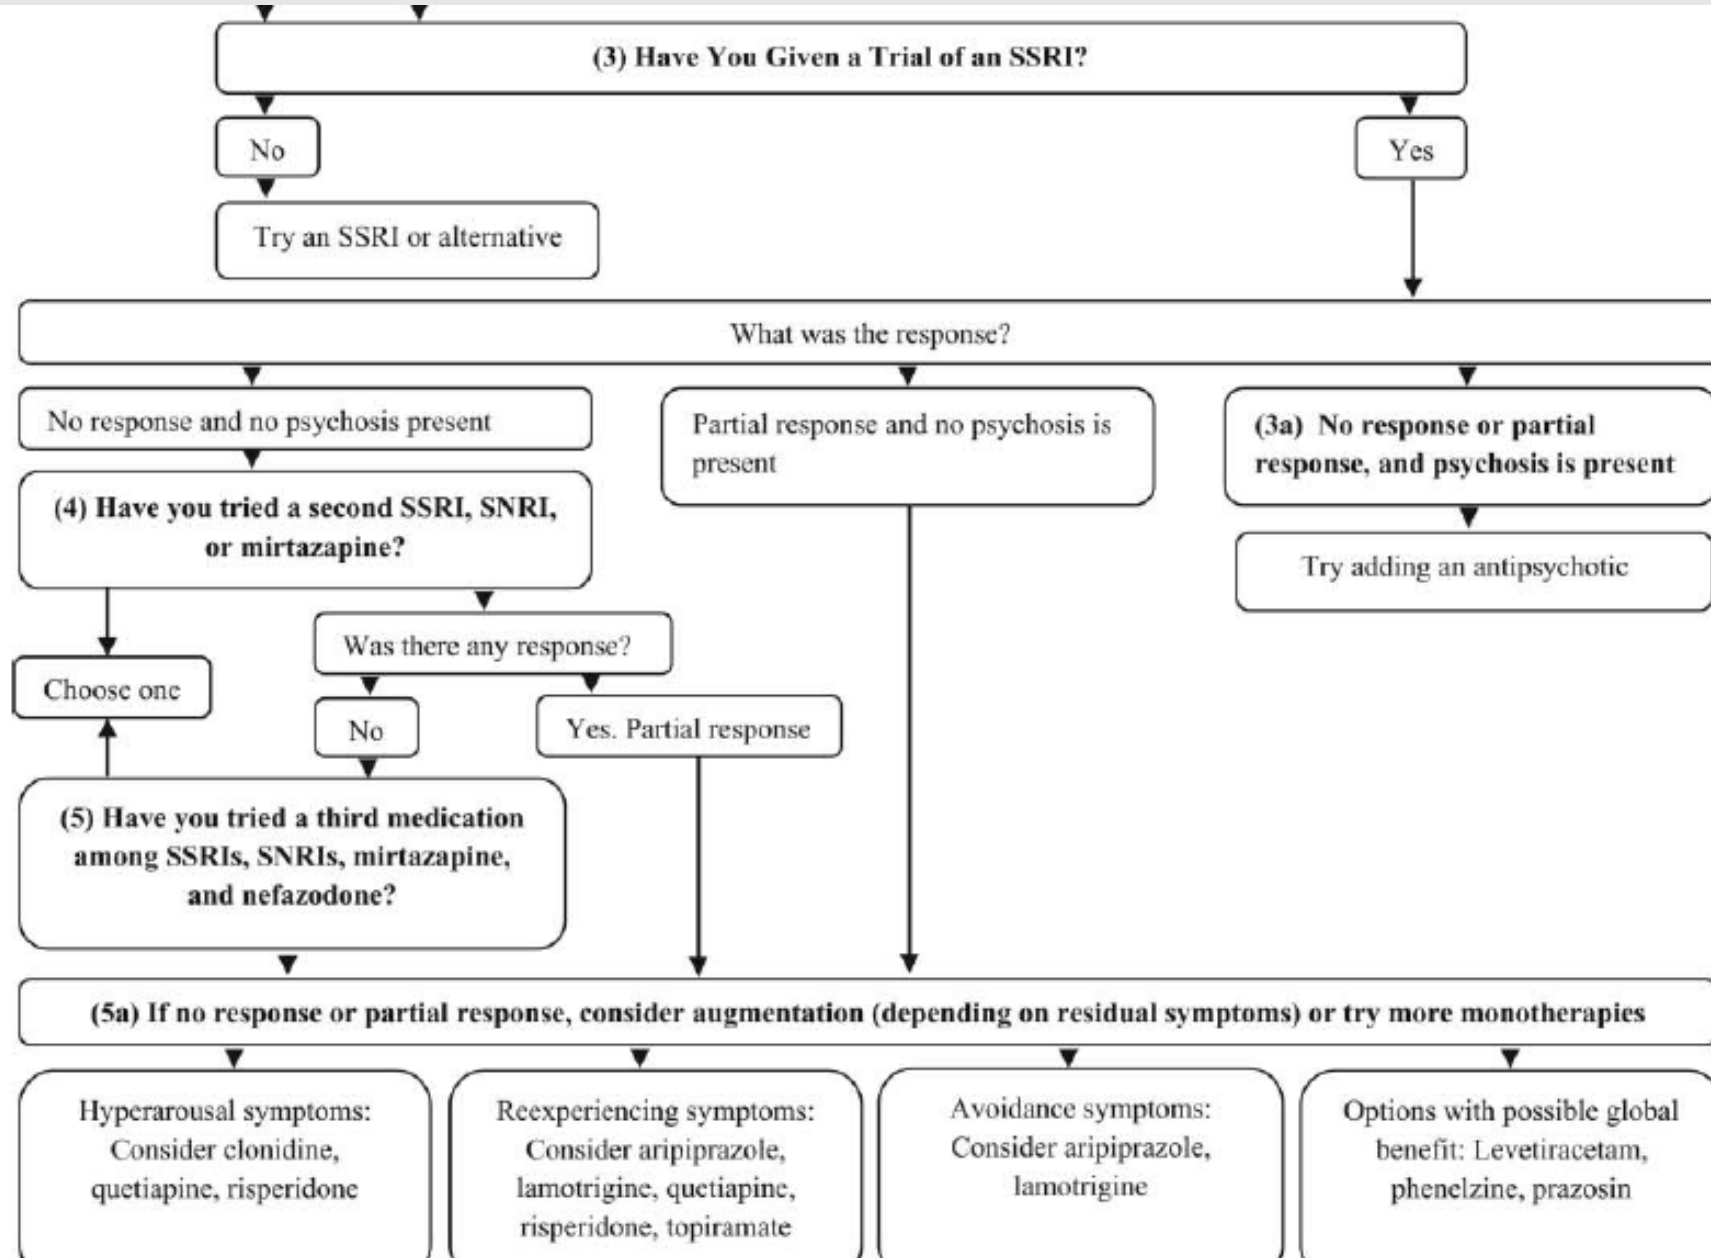 (3) Have You Given a Trial of an SSRI?
No
Yes
Try an SSRI or alternative
What was the response?
No response and no psychosis present
Partial response and no psychosis is
present
(3a) No response or partial
response, and psychosis is present
(4) Have you tried a second SSRI, SNRI,
or mirtazapine?
Try adding an antipsychotic
Was there any response?
Choose one
No
Yes. Partial response
(5) Have you tried a third medication
among SSRIs, SNRIs, mirtazapine,
and nefazodone?
(5a) If no response or partial response, consider augmentation (depending on residual symptoms) or try more monotherapies
Hyperarousal symptoms:
Consider clonidine,
quetiapine, risperidone
Reexperiencing symptoms:
Consider aripiprazole,
lamotrigine, quetiapine,
risperidone, topiramate
Avoidance symptoms:
Consider aripiprazole,
lamotrigine
Options with possible global
benefit: Levetiracetam,
phenelzine, prazosin